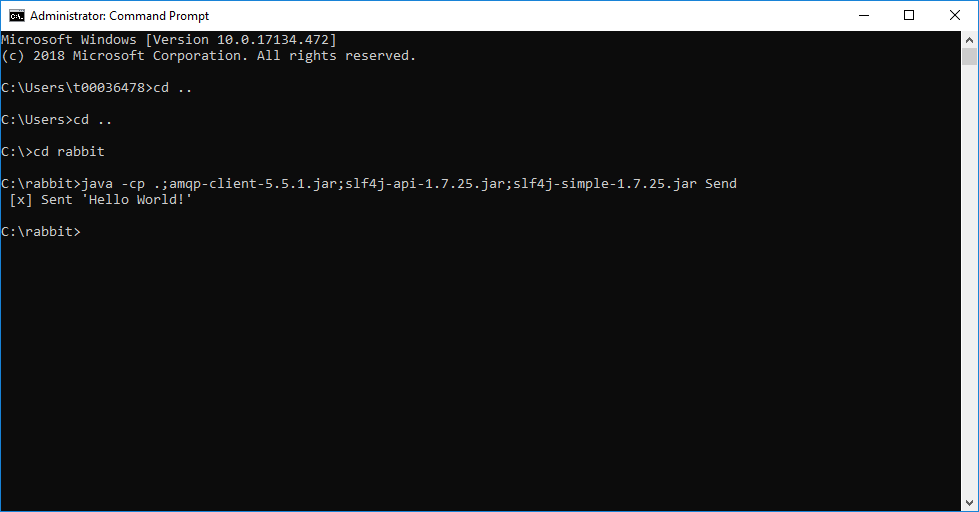 Administrator: Command Prompt
Microsoft Windows [Version 10.0.17134.472]
(c) 2018 Microsoft Corporation. All rights reserved.
C:\Users\t00036478>cd ..
C:\Users>cd ..
C:\>cd rabbit
C:\rabbit>java -cp .;amqp-client-5.5.1.jar;slf4j-api-1.7.25.jar;slf4j-simple-1.7.25.jar Send
 [x] Sent 'Hello World!'
C:\rabbit>